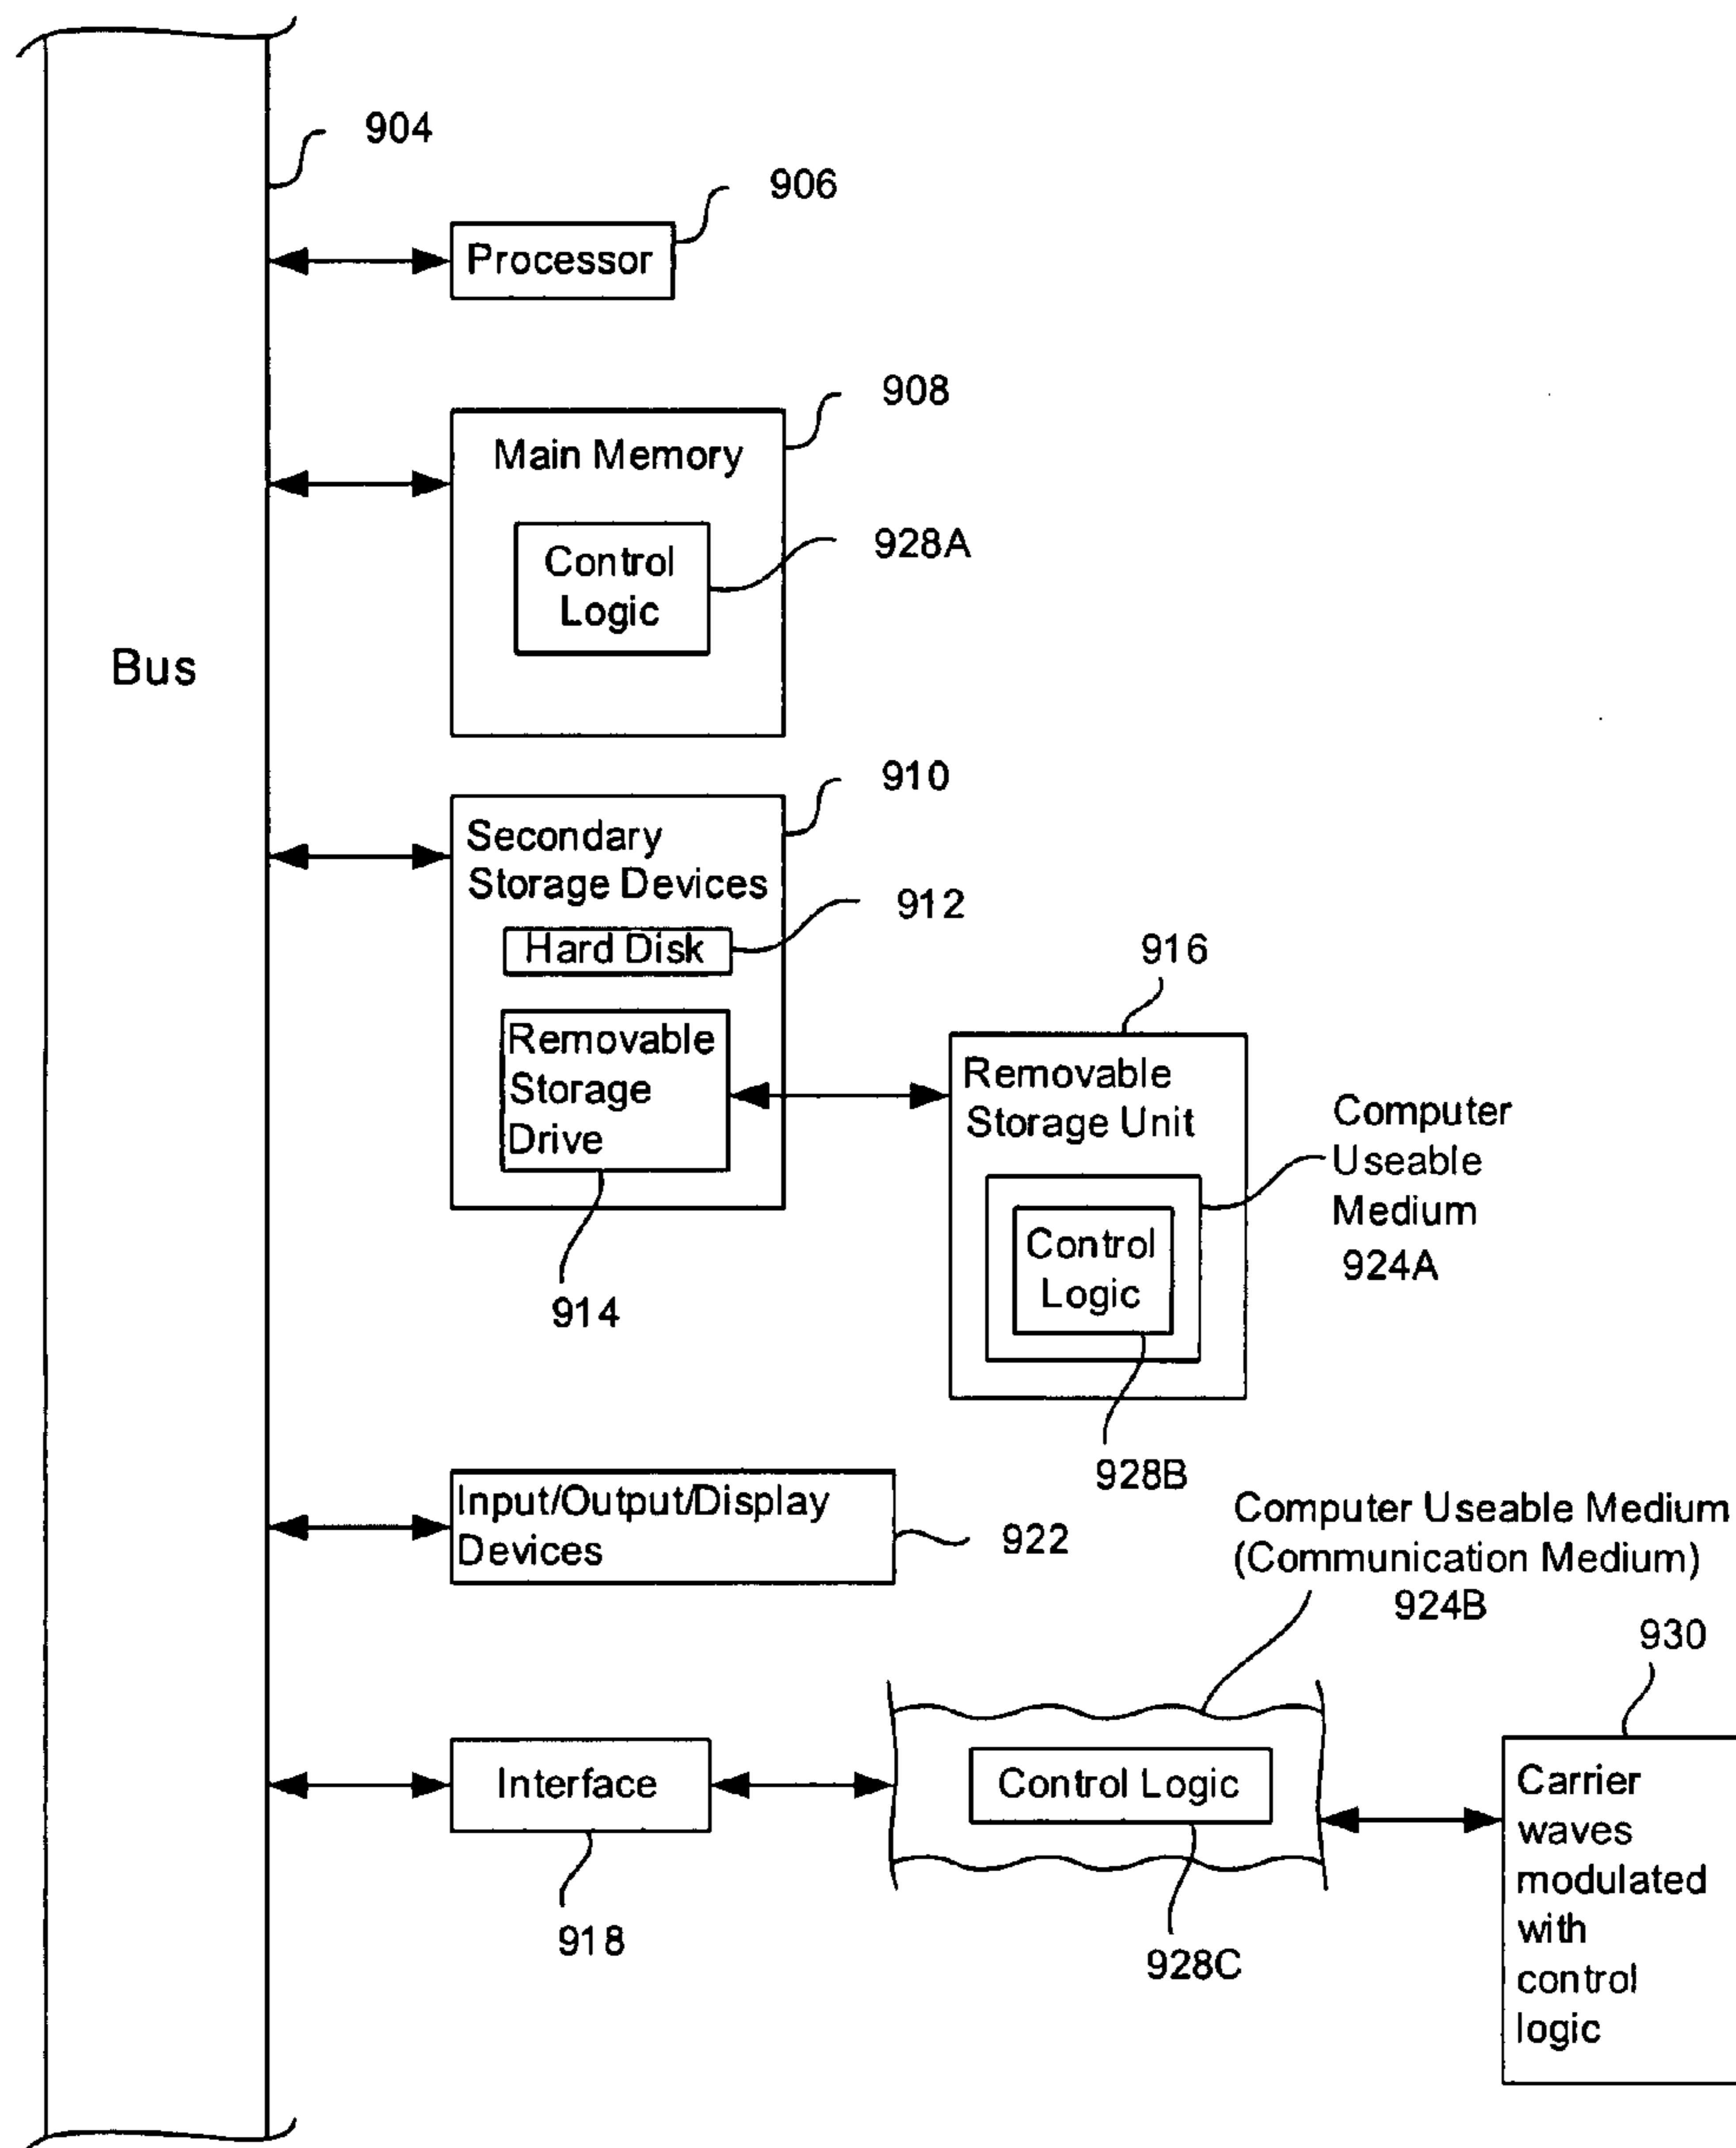 904
906
Processor
908
Main Memory
928A
Control
Logic
Bus
910
Secondary
Storage Devices
912
Hard Disk
916
Removable
Storage
Drive
914
Removable
Storage Unit
Computer
Useable
Medium
924A
Control
Logic
928B
Input/Output/Display
Devices
922
Computer Useable Medium
(Communication Medium)
924B
930
Interface
918
Control Logic
928C
Carrier
waves
modulated
with
control
logic